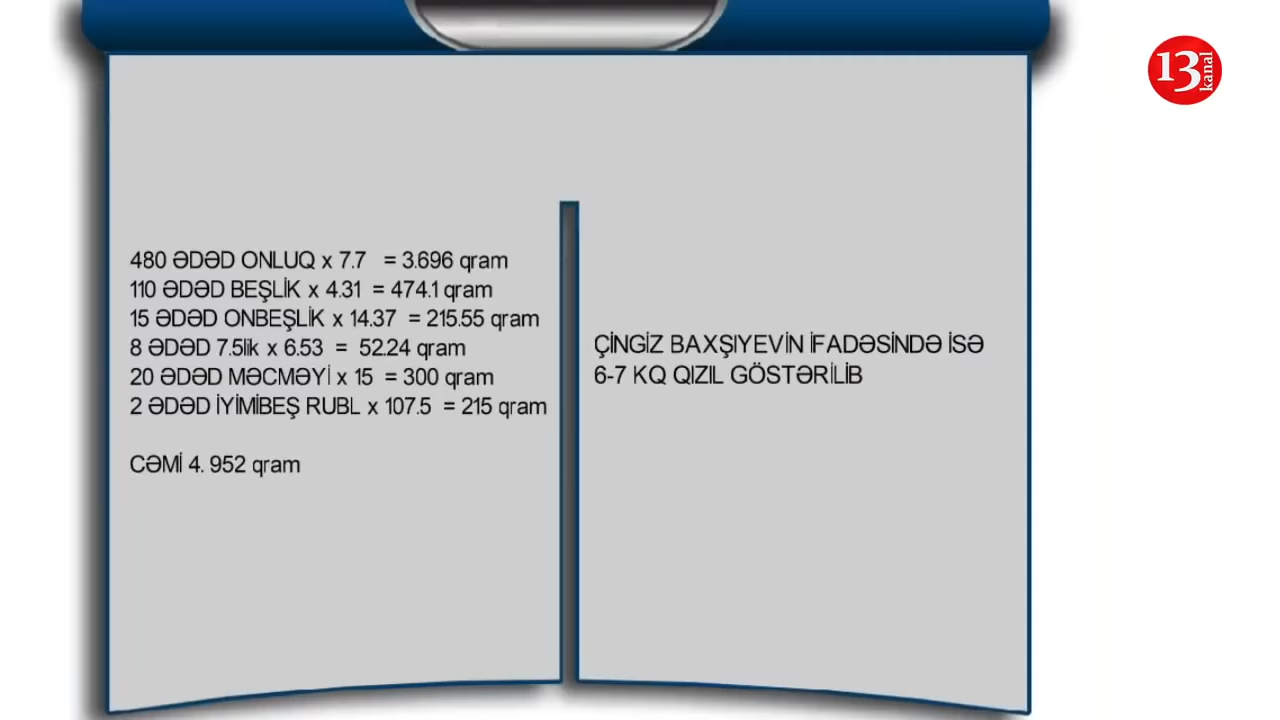 13 kanal
480 ƏDƏD ONLUQ x 7.7 = 3.696 qram
110 ƏDƏD BEŞLİK x 4.31 = 474.1 qram
15 ƏDƏD ONBEŞLİK x 14.37 = 215.55 qram
8 ƏDƏD 7.5lik x 6.53 = 52.24 qram
20 ƏDƏD MƏCMƏYİ x 15 = 300 qram
2 ƏDƏD İYİMİBEŞ RUBL x 107.5 = 215 qram
CƏMİ 4. 952 qram
ÇİNGİZ BAXŞIYEVİN İFADƏSİNDƏ İSƏ
6-7 KQ QIZIL GÖSTƏRİLİB